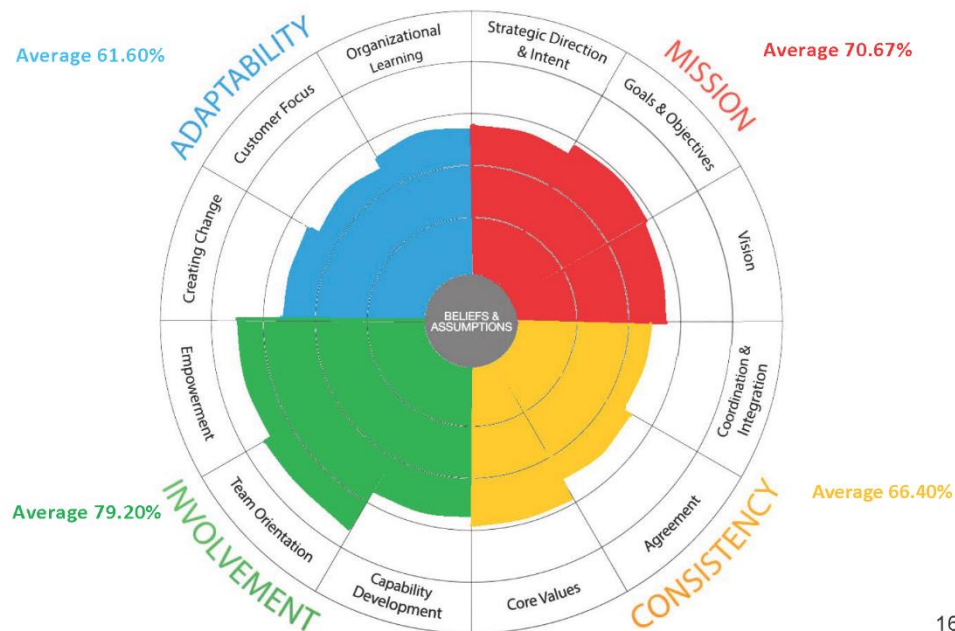 Average 61.60%
ADAPTABILITY
Organizational
Learning
Strategic Direction
& Intent
MISSION
Average 70.67%
Customer Focus
Goals & Objectives
Creating Change
Vision
BELIEFS &
ASSUMPTIONS
Empowerment
Coordination &
Integration
Team Orientation
Agreement
Capability
Development
Core Values
Average 79.20%
INVOLVEMENT
CONSISTENCY
Average 66.40%
16